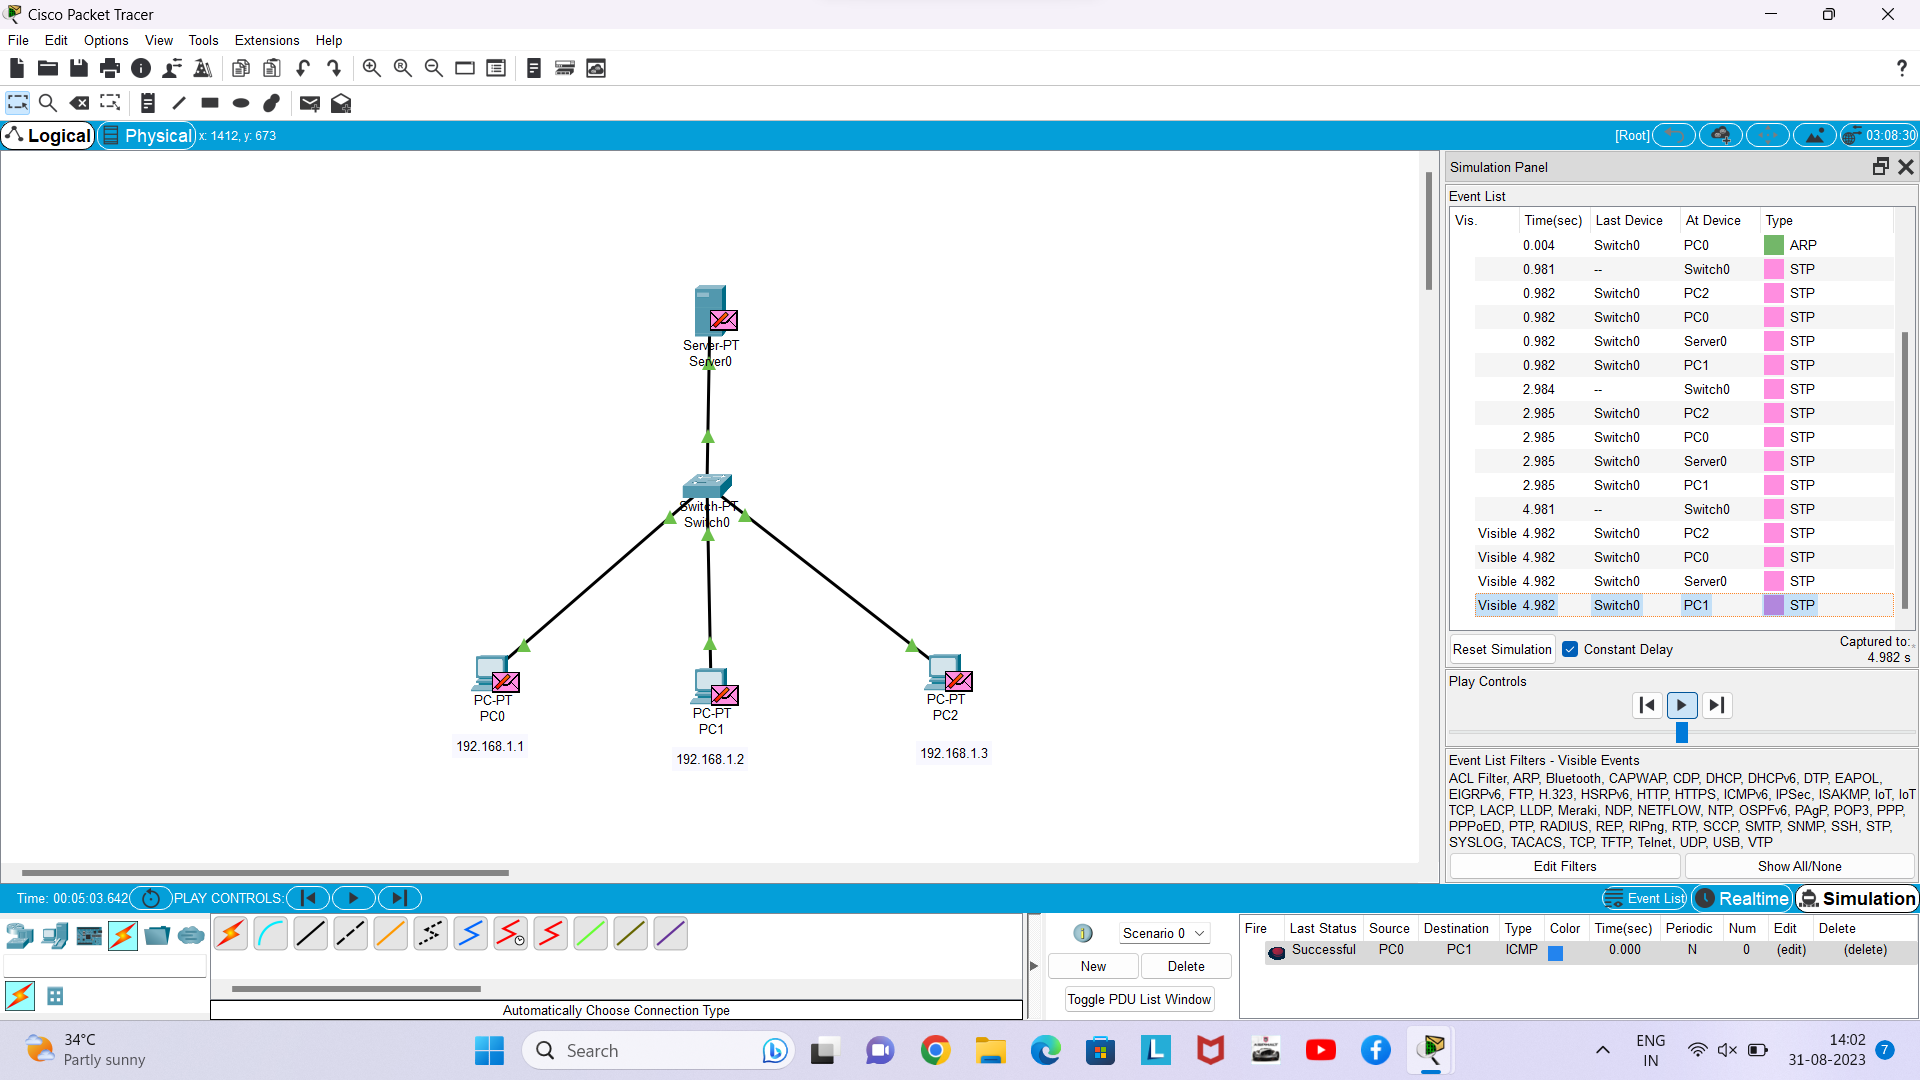 Cisco Packet Tracer
File Edit Options View Tools Extensions Help
?
Logical Physical x: 1412, y: 673 [Root] 03:08:30
Simulation Panel
Event List
Vis. Time(sec) Last Device At Device Type
0.004 Switch0 PC0 ARP
0.981 -- Switch0 STP
0.982 Switch0 PC2 STP
0.982 Switch0 PC0 STP
0.982 Switch0 Server0 STP
0.982 Switch0 PC1 STP
2.984 -- Switch0 STP
2.985 Switch0 PC2 STP
2.985 Switch0 PC0 STP
2.985 Switch0 Server0 STP
2.985 Switch0 PC1 STP
4.981 -- Switch0 STP
Visible 4.982 Switch0 PC2 STP
Visible 4.982 Switch0 PC0 STP
Visible 4.982 Switch0 Server0 STP
Visible 4.982 Switch0 PC1 STP
Reset Simulation Constant Delay Captured to:
4.982 s
Play Controls
Event List Filters - Visible Events
ACL Filter, ARP, Bluetooth, CAPWAP, CDP, DHCP, DHCPv6, DTP, EAPOL,
EIGRPv6, FTP, H.323, HSRPv6, HTTP, HTTPS, ICMPv6, IPSec, ISAKMP, IoT, IoT
TCP, LACP, LLDP, Meraki, NDP, NETFLOW, NTP, OSPFv6, PAgP, POP3, PPP,
PPPoED, PTP, RADIUS, REP, RIPng, RTP, SCCP, SMTP, SNMP, SSH, STP,
SYSLOG, TACACS, TCP, TFTP, Telnet, UDP, USB, VTP
Edit Filters Show All/None
Server-PT
Server0
Switch-PT
Switch0
PC-PT
PC0
192.168.1.1
PC-PT
PC1
192.168.1.2
PC-PT
PC2
192.168.1.3
Time: 00:05:03.642 PLAY CONTROLS: Event List Realtime Simulation
Automatically Choose Connection Type
Scenario 0
New Delete
Toggle PDU List Window
Fire Last Status Source Destination Type Color Time(sec) Periodic Num Edit Delete
Successful PC0 PC1 ICMP 0.000 N 0 (edit) (delete)
34°C
Partly sunny
Search
ENG
IN
14:02
31-08-2023
7